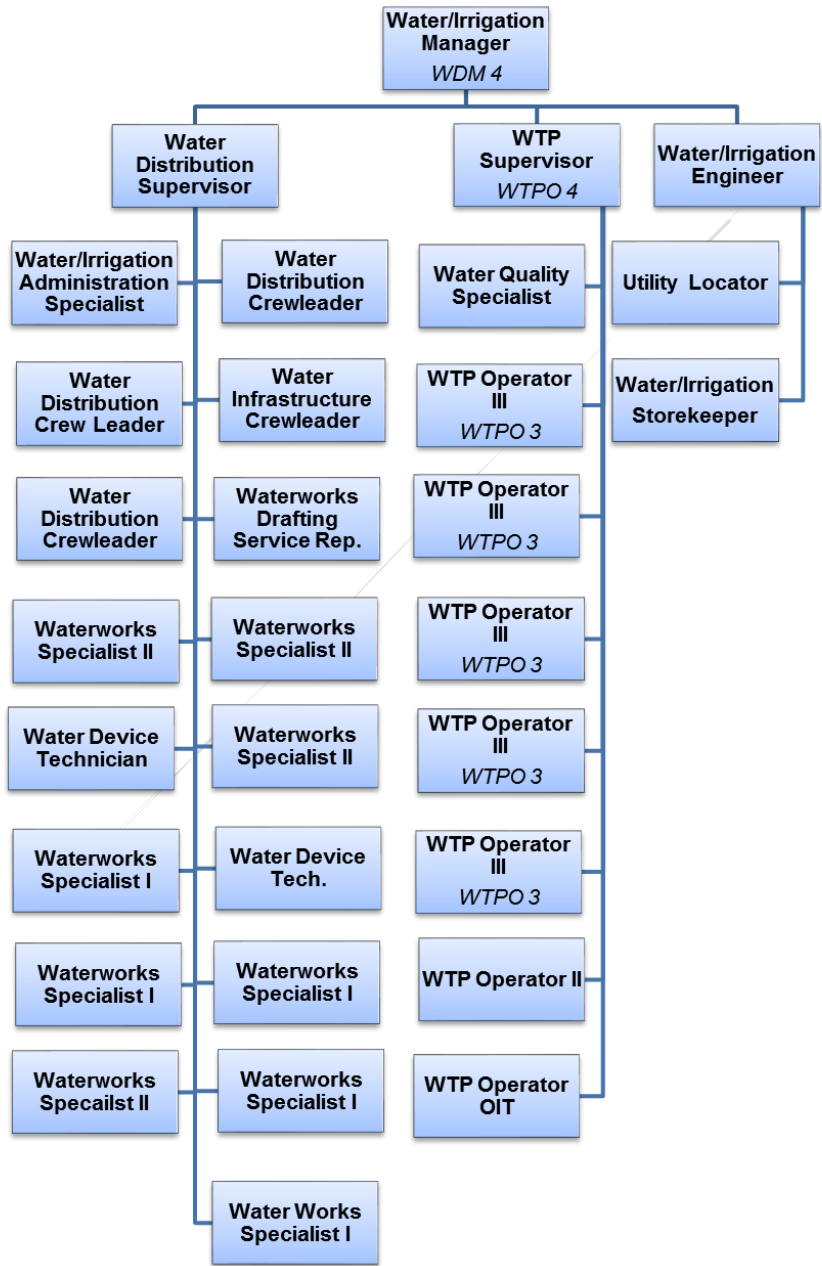 Water/Irrigation
Manager
WDM 4
Water
Distribution
Supervisor
WTP
Supervisor
WTPO 4
Water/Irrigation
Engineer
Water/Irrigation
Administration
Specialist
Water
Distribution
Crewleader
Water Quality
Specialist
Utility Locator
Water
Distribution
Crew Leader
Water
Infrastructure
Crewleader
WTP Operator
III
WTPO 3
Water/Irrigation
Storekeeper
Water
Distribution
Crewleader
Waterworks
Drafting
Service Rep.
WTP Operator
III
WTPO 3
Waterworks
Specialist II
Waterworks
Specialist II
WTP Operator
III
WTPO 3
Water Device
Technician
Waterworks
Specialist II
WTP Operator
III
WTPO 3
Waterworks
Specialist I
Water Device
Tech.
WTP Operator
III
WTPO 3
Waterworks
Specialist I
Waterworks
Specialist I
WTP Operator II
Waterworks
Specailst II
Waterworks
Specialist I
WTP Operator
OIT
Water Works
Specialist I